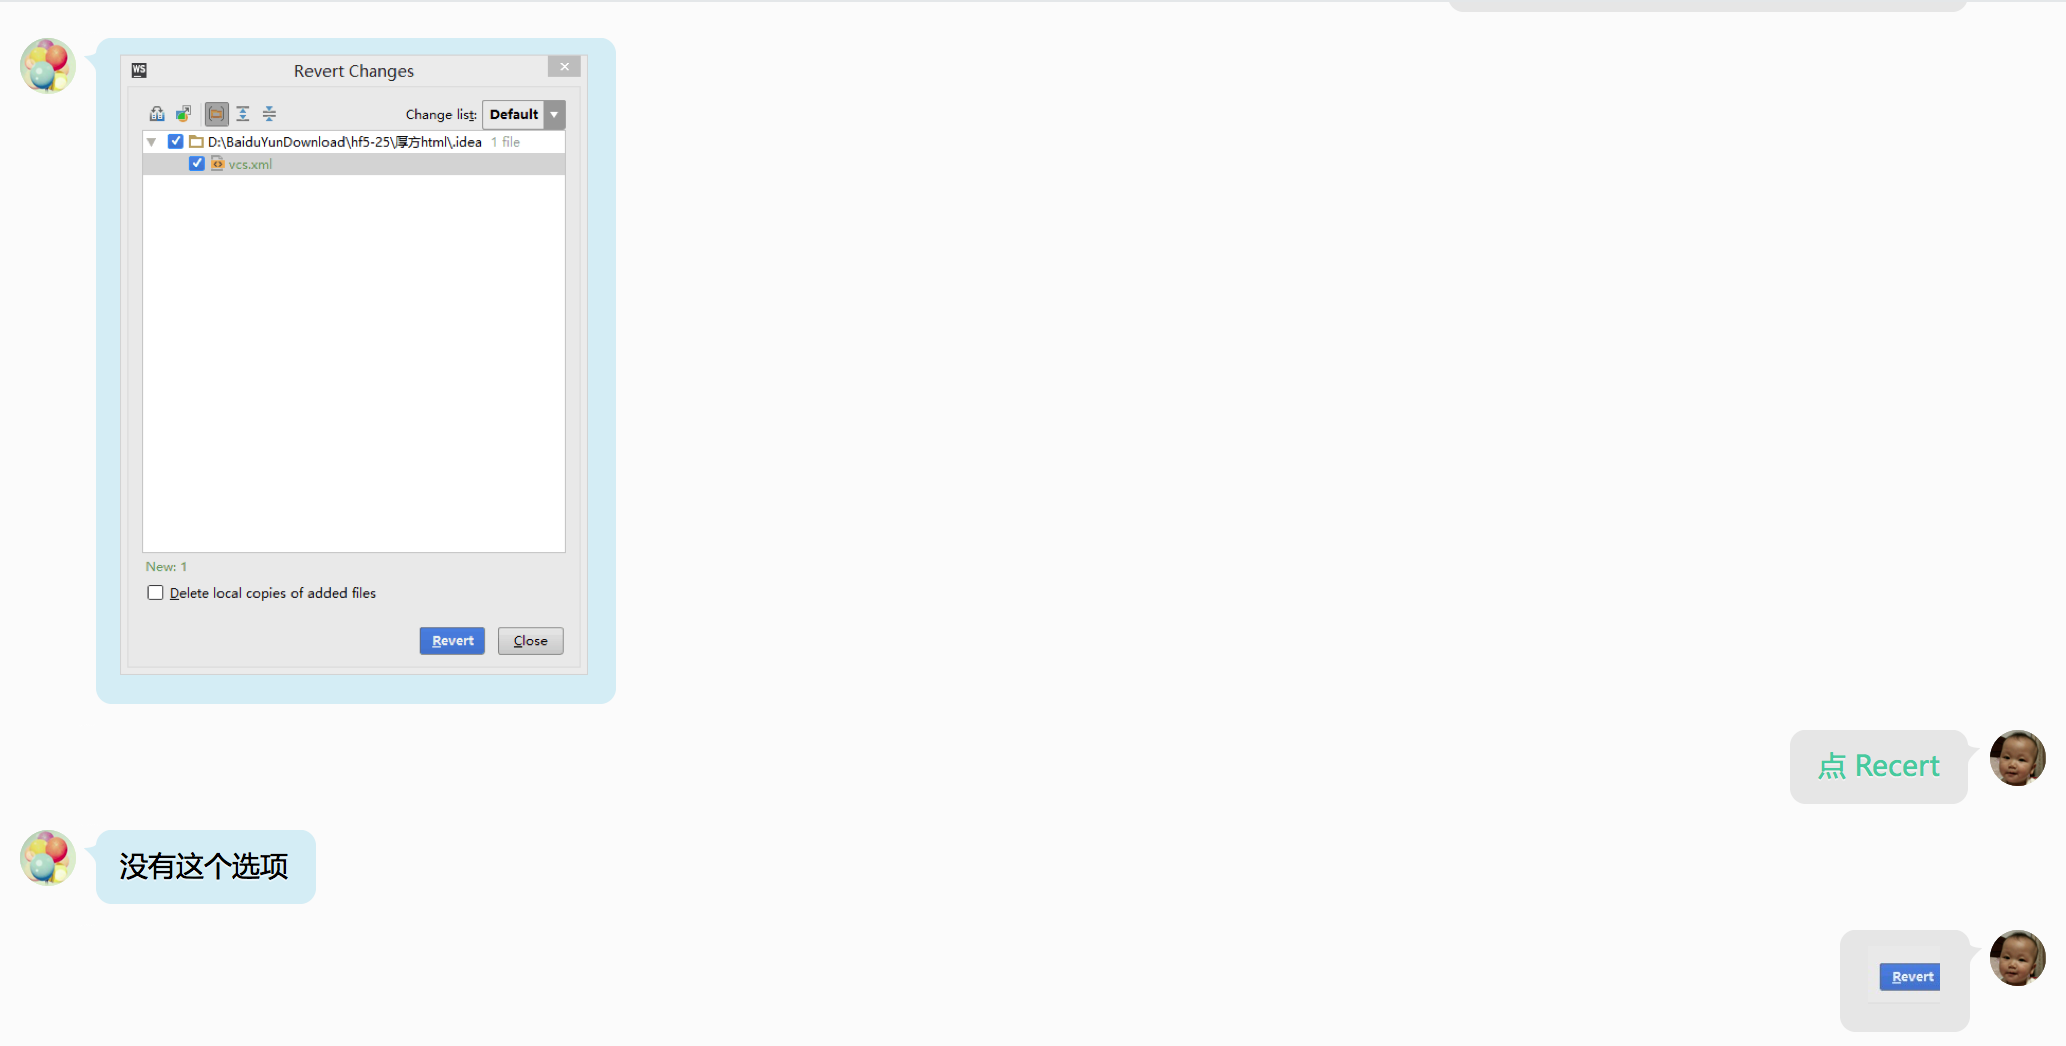 WS
Revert Changes
Change list: Default
D:\BaiduYunDownload\hf5-25\厚方html\.idea 1 file
vcs.xml
New: 1
Delete local copies of added files
Revert Close
点 Recert
没有这个选项
Revert